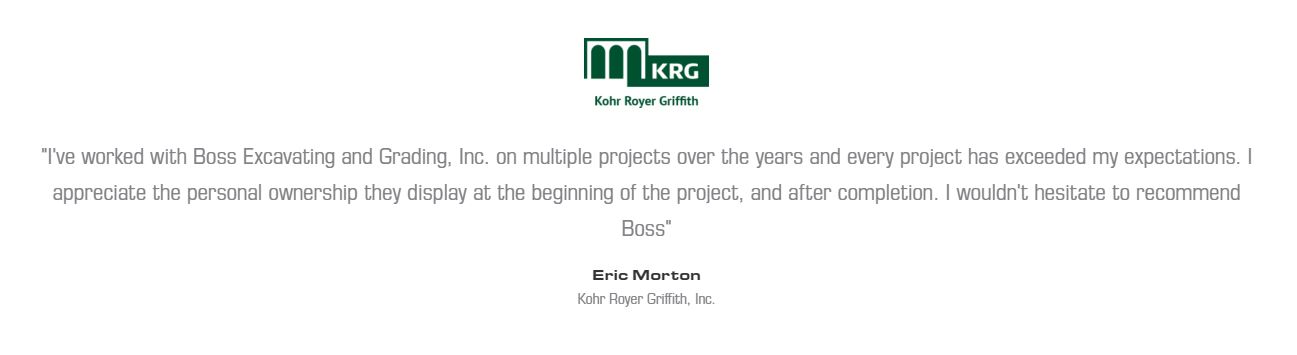 KRG
Kohr Royer Griffith
"I've worked with Boss Excavating and Grading, Inc. on multiple projects over the years and every project has exceeded my expectations. I
appreciate the personal ownership they display at the beginning of the project, and after completion. I wouldn't hesitate to recommend
Boss"
Eric Morton
Kohr Royer Griffith, Inc.